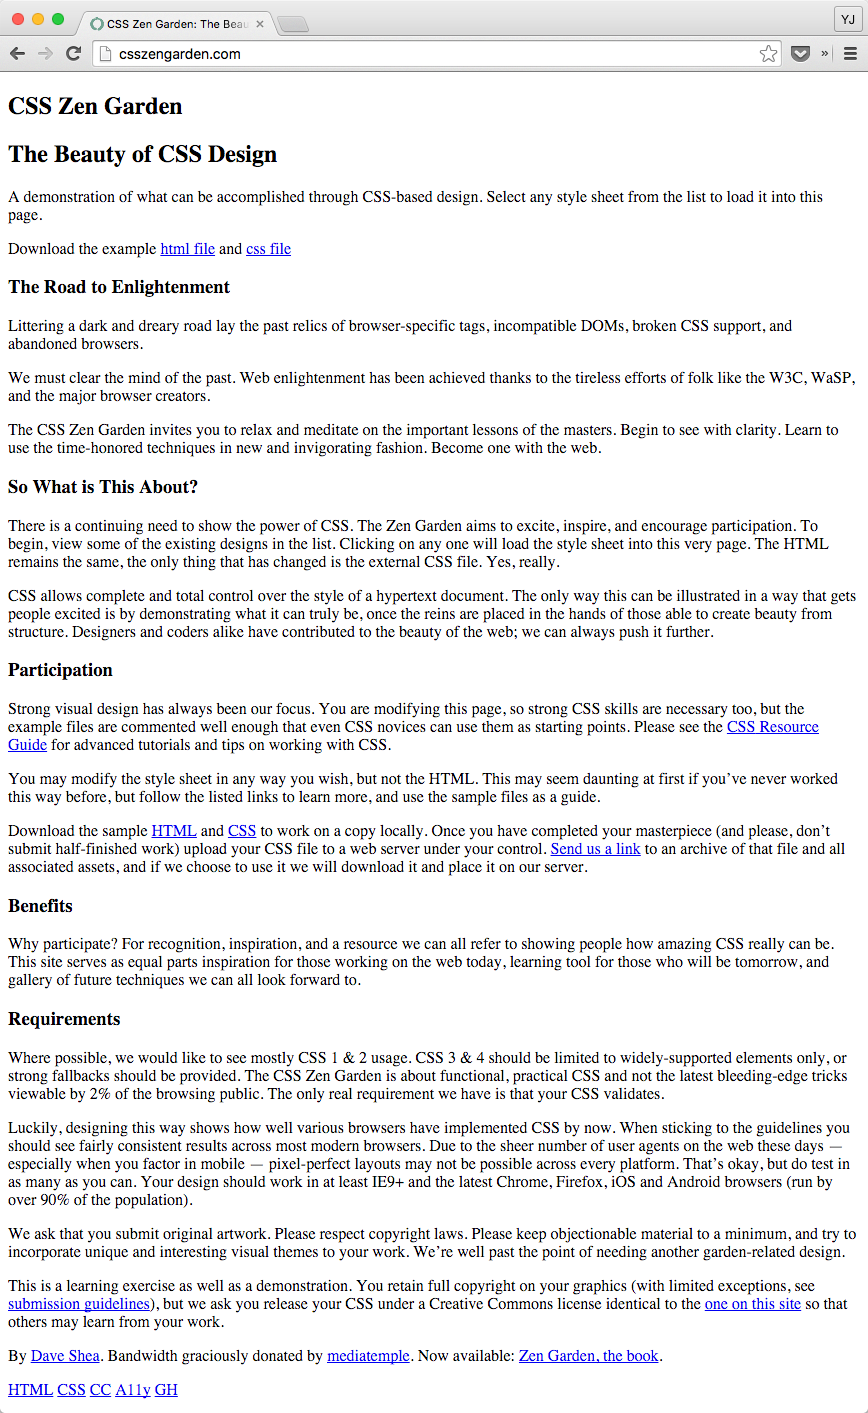 CSS Zen Garden: The Beau
YJ
csszengarden.com
»
CSS Zen Garden
The Beauty of CSS Design
A demonstration of what can be accomplished through CSS-based design. Select any style sheet from the list to load it into this
page.
Download the example html file and css file
The Road to Enlightenment
Littering a dark and dreary road lay the past relics of browser-specific tags, incompatible DOMs, broken CSS support, and
abandoned browsers.
We must clear the mind of the past. Web enlightenment has been achieved thanks to the tireless efforts of folk like the W3C, WaSP,
and the major browser creators.
The CSS Zen Garden invites you to relax and meditate on the important lessons of the masters. Begin to see with clarity. Learn to
use the time-honored techniques in new and invigorating fashion. Become one with the web.
So What is This About?
There is a continuing need to show the power of CSS. The Zen Garden aims to excite, inspire, and encourage participation. To
begin, view some of the existing designs in the list. Clicking on any one will load the style sheet into this very page. The HTML
remains the same, the only thing that has changed is the external CSS file. Yes, really.
CSS allows complete and total control over the style of a hypertext document. The only way this can be illustrated in a way that gets
people excited is by demonstrating what it can truly be, once the reins are placed in the hands of those able to create beauty from
structure. Designers and coders alike have contributed to the beauty of the web; we can always push it further.
Participation
Strong visual design has always been our focus. You are modifying this page, so strong CSS skills are necessary too, but the
example files are commented well enough that even CSS novices can use them as starting points. Please see the CSS Resource
Guide for advanced tutorials and tips on working with CSS.
You may modify the style sheet in any way you wish, but not the HTML. This may seem daunting at first if you’ve never worked
this way before, but follow the listed links to learn more, and use the sample files as a guide.
Download the sample HTML and CSS to work on a copy locally. Once you have completed your masterpiece (and please, don’t
submit half-finished work) upload your CSS file to a web server under your control. Send us a link to an archive of that file and all
associated assets, and if we choose to use it we will download it and place it on our server.
Benefits
Why participate? For recognition, inspiration, and a resource we can all refer to showing people how amazing CSS really can be.
This site serves as equal parts inspiration for those working on the web today, learning tool for those who will be tomorrow, and
gallery of future techniques we can all look forward to.
Requirements
Where possible, we would like to see mostly CSS 1 & 2 usage. CSS 3 & 4 should be limited to widely-supported elements only, or
strong fallbacks should be provided. The CSS Zen Garden is about functional, practical CSS and not the latest bleeding-edge tricks
viewable by 2% of the browsing public. The only real requirement we have is that your CSS validates.
Luckily, designing this way shows how well various browsers have implemented CSS by now. When sticking to the guidelines you
should see fairly consistent results across most modern browsers. Due to the sheer number of user agents on the web these days —
especially when you factor in mobile — pixel-perfect layouts may not be possible across every platform. That’s okay, but do test in
as many as you can. Your design should work in at least IE9+ and the latest Chrome, Firefox, iOS and Android browsers (run by
over 90% of the population).
We ask that you submit original artwork. Please respect copyright laws. Please keep objectionable material to a minimum, and try to
incorporate unique and interesting visual themes to your work. We’re well past the point of needing another garden-related design.
This is a learning exercise as well as a demonstration. You retain full copyright on your graphics (with limited exceptions, see
submission guidelines), but we ask you release your CSS under a Creative Commons license identical to the one on this site so that
others may learn from your work.
By Dave Shea. Bandwidth graciously donated by mediatemple. Now available: Zen Garden, the book.
HTML CSS CC A11y GH